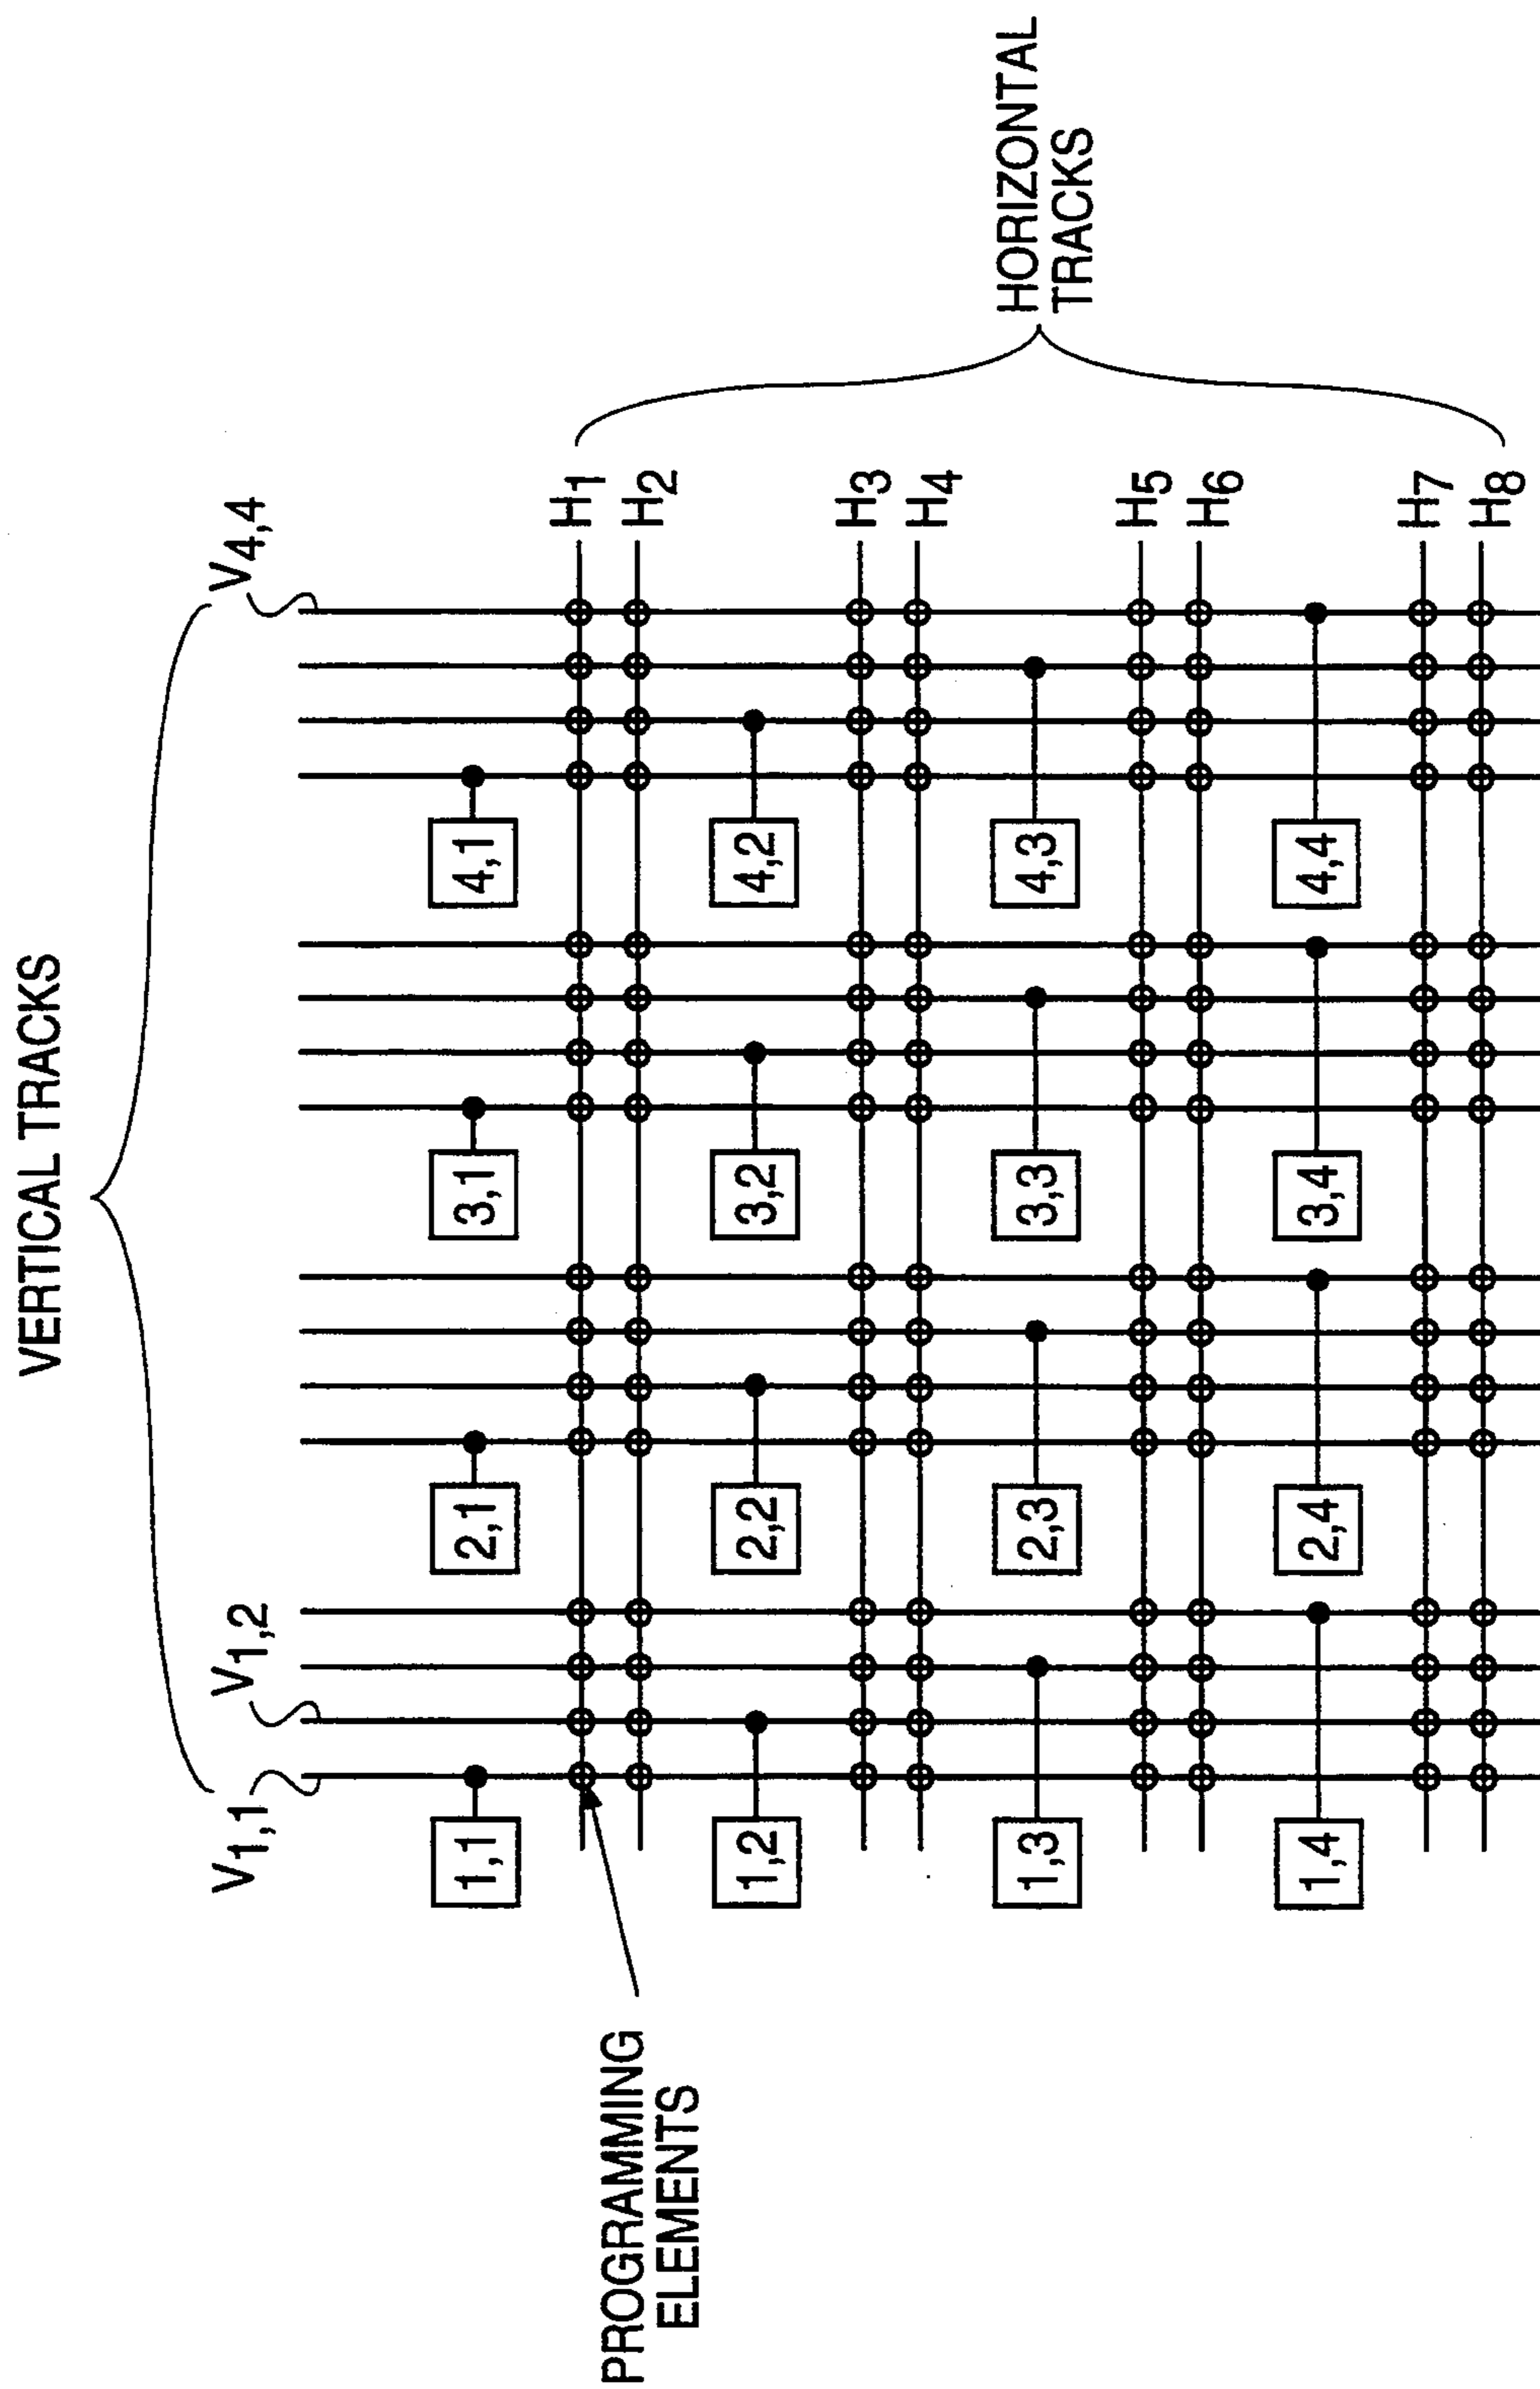 VERTICAL TRACKS
V1,1
V1,2
V4,4
1,1
2,1
3,1
4,1
H1
H2
1,2
2,2
3,2
4,2
H3
H4
1,3
2,3
3,3
4,3
H5
H6
1,4
2,4
3,4
4,4
H7
H8
PROGRAMMING
ELEMENTS
HORIZONTAL
TRACKS